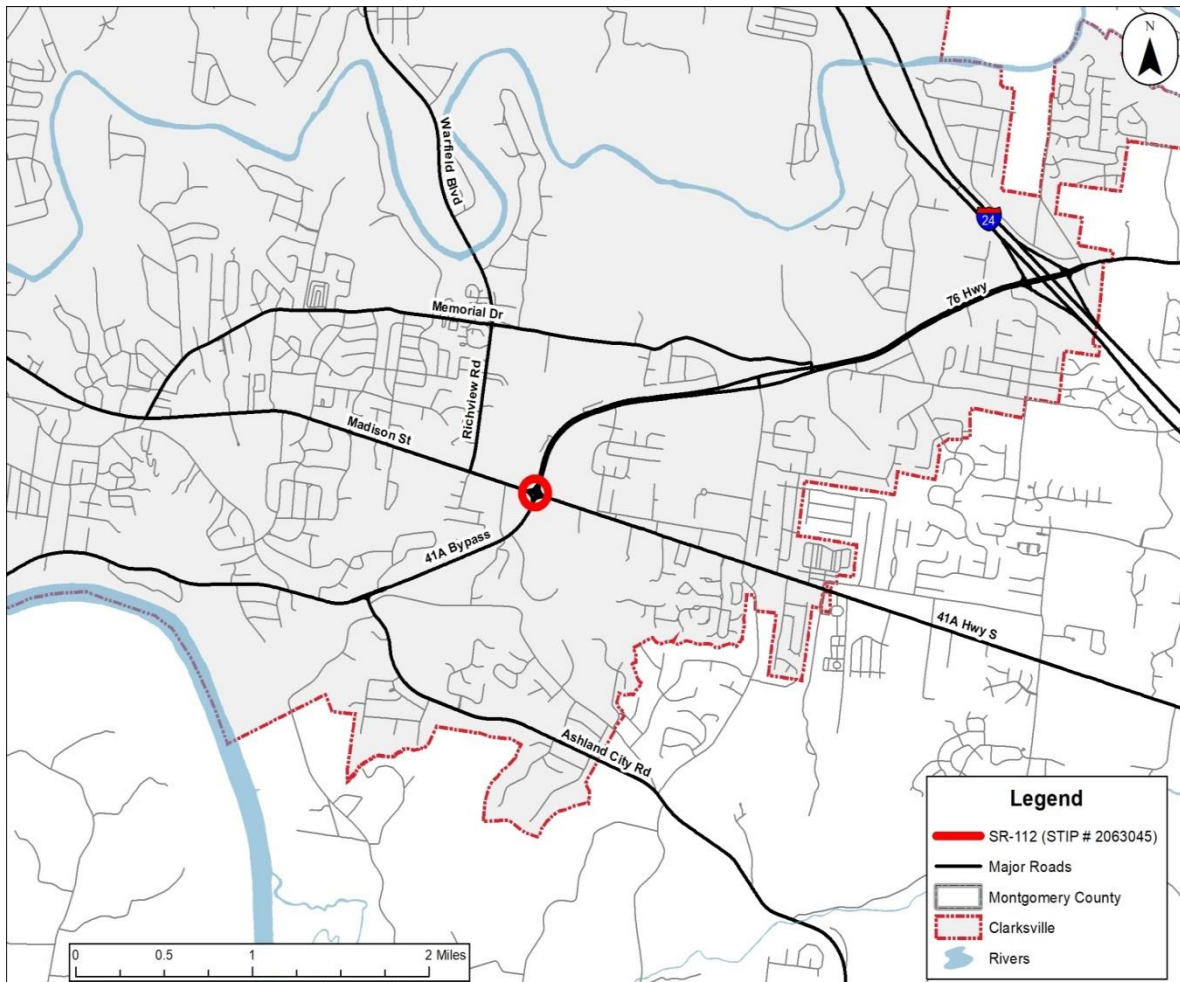 N
Warfield Blvd
24
76 Hwy
Memorial Dr
Richview Rd
Madison St
41A Bypass
41A Hwy S
Ashland City Rd
Legend
SR-112 (STIP # 2063045)
Major Roads
Montgomery County
Clarksville
Rivers
0 0.5 1 2 Miles